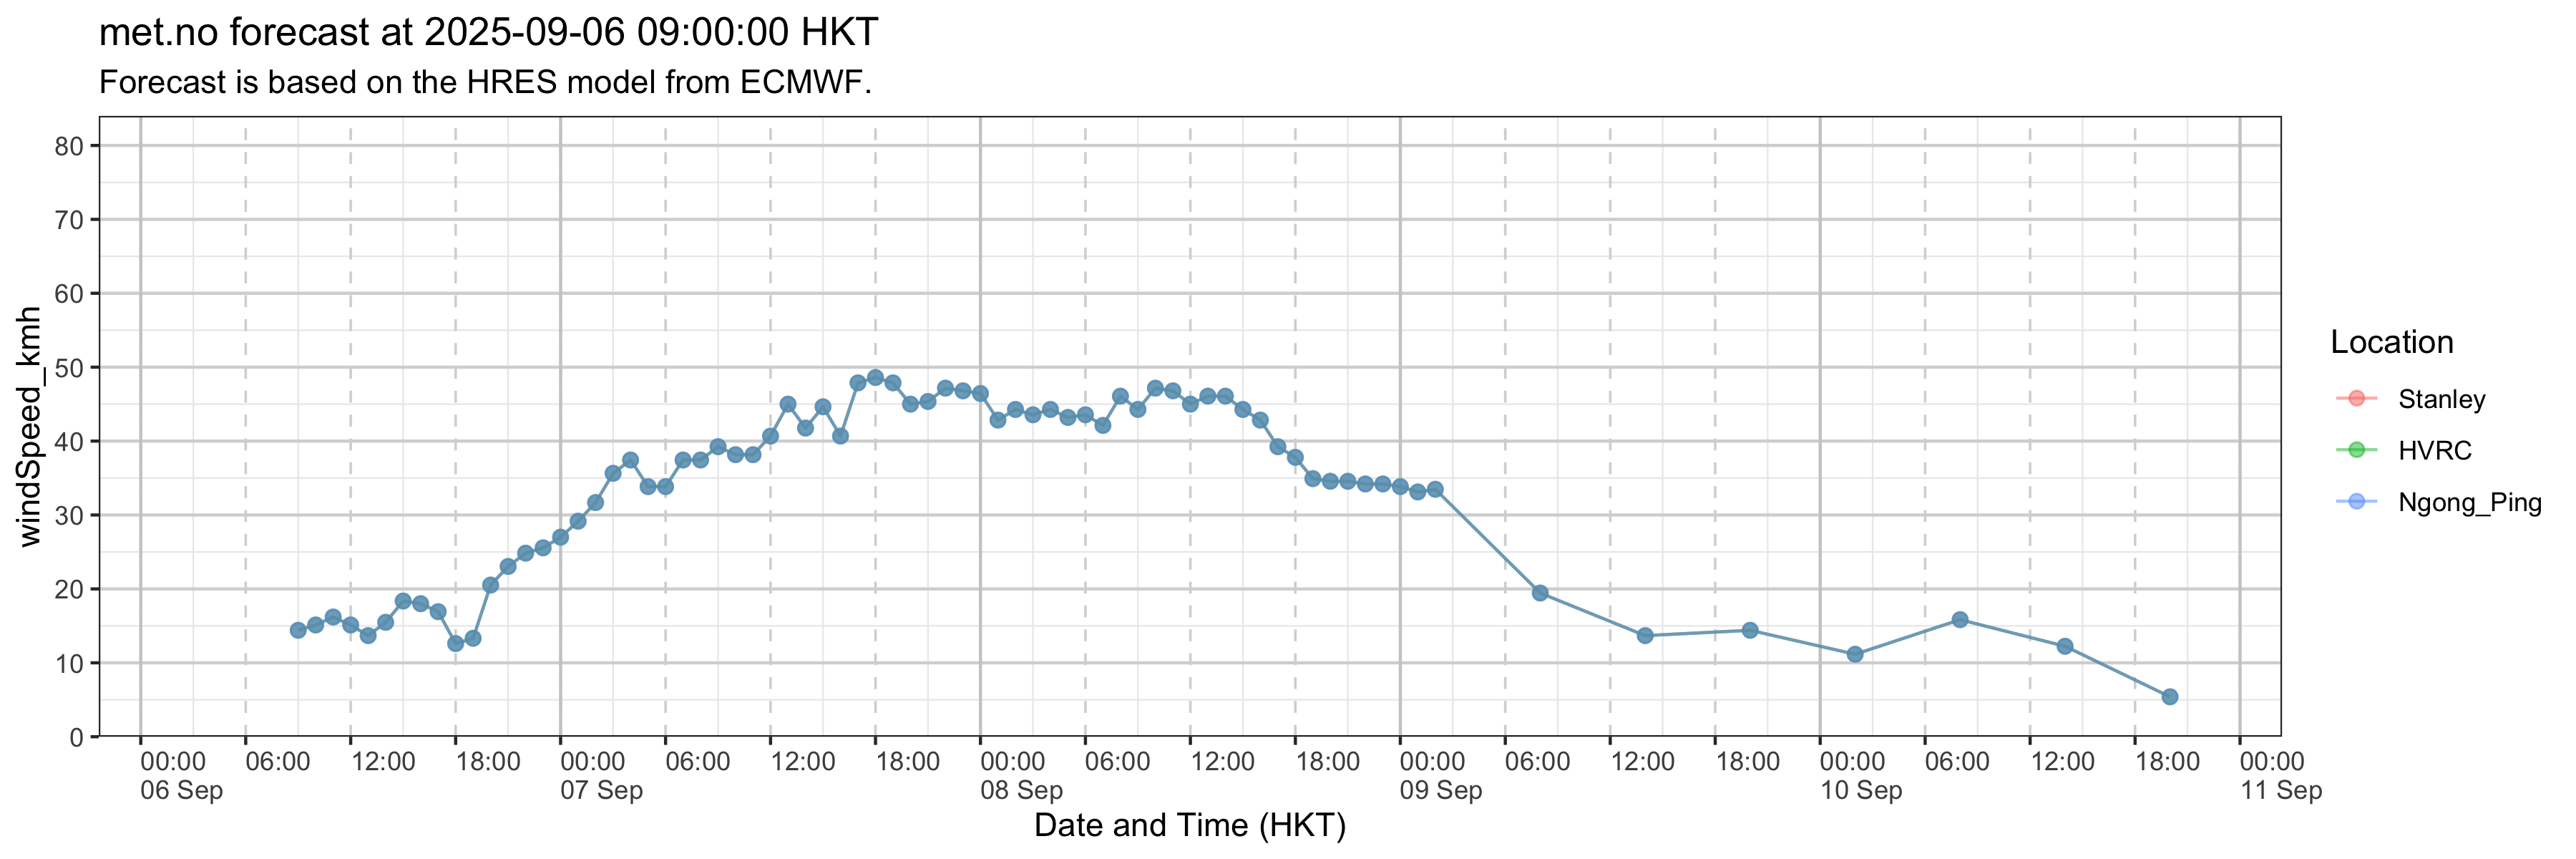 met.no forecast at 2025-09-06 09:00:00 HKT
Forecast is based on the HRES model from ECMWF.
windSpeed_kmh
80
70
60
50
40
30
20
10
0
00:00 06:00 12:00 18:00 00:00 06:00 12:00 18:00 00:00 06:00 12:00 18:00 00:00 06:00 12:00 18:00 00:00 06:00 12:00 18:00 00:00
06 Sep 07 Sep 08 Sep 09 Sep 10 Sep 11 Sep
Date and Time (HKT)
Location
Stanley
HVRC
Ngong_Ping